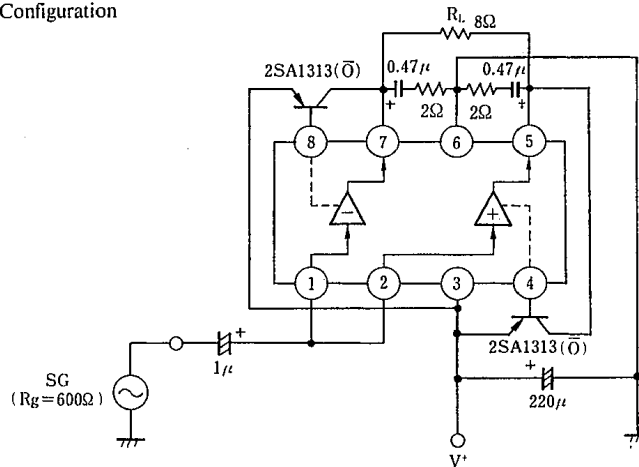 Configuration
RL 8Ω
2SA1313(Ō)
0.47μ
0.47μ
+
2Ω
2Ω
+
8
7
6
5
−
+
1
2
3
4
2SA1313(Ō)
+
1μ
SG
(Rg=600Ω)
+
220μ
V+